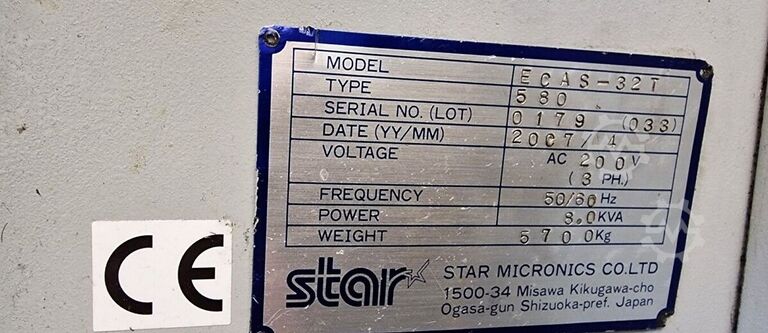 MODEL ECAS-32T
TYPE 580
SERIAL NO. (LOT) 0179 (033)
DATE (YY/MM) 2007/4
VOLTAGE AC 200V
(3 PH.)
FREQUENCY 50/60Hz
POWER 8.0KVA
WEIGHT 5700Kg
CE
star
STAR MICRONICS CO.LTD
1500-34 Misawa Kikugawa-cho
Ogasa-gun Shizuoka-pref. Japan